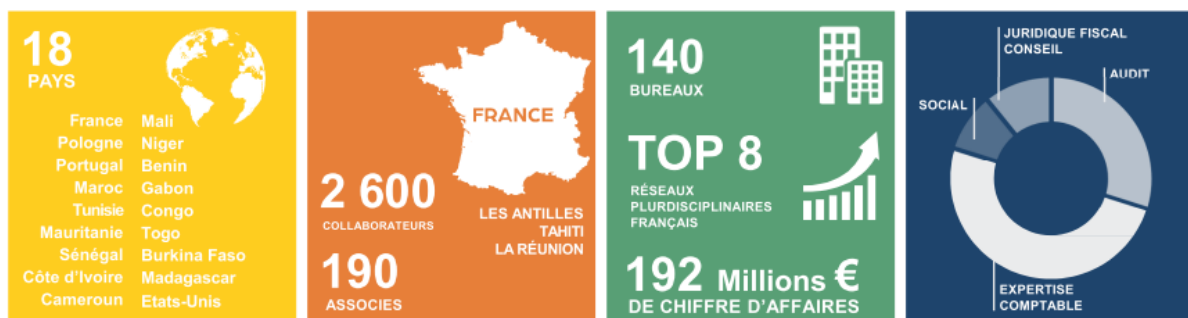 18
PAYS
France Mali
Pologne Niger
Portugal Benin
Maroc Gabon
Tunisie Congo
Mauritanie Togo
Sénégal Burkina Faso
Côte d'Ivoire Madagascar
Cameroun Etats-Unis
FRANCE
2 600
COLLABORATEURS
LES ANTILLES
TAHITI
LA RÉUNION
190
ASSOCIES
140
BUREAUX
TOP 8
RÉSEAUX
PLURDISCIPLINAIRES
FRANÇAIS
192 Millions €
DE CHIFFRE D'AFFAIRES
JURIDIQUE FISCAL
CONSEIL
AUDIT
SOCIAL
EXPERTISE
COMPTABLE